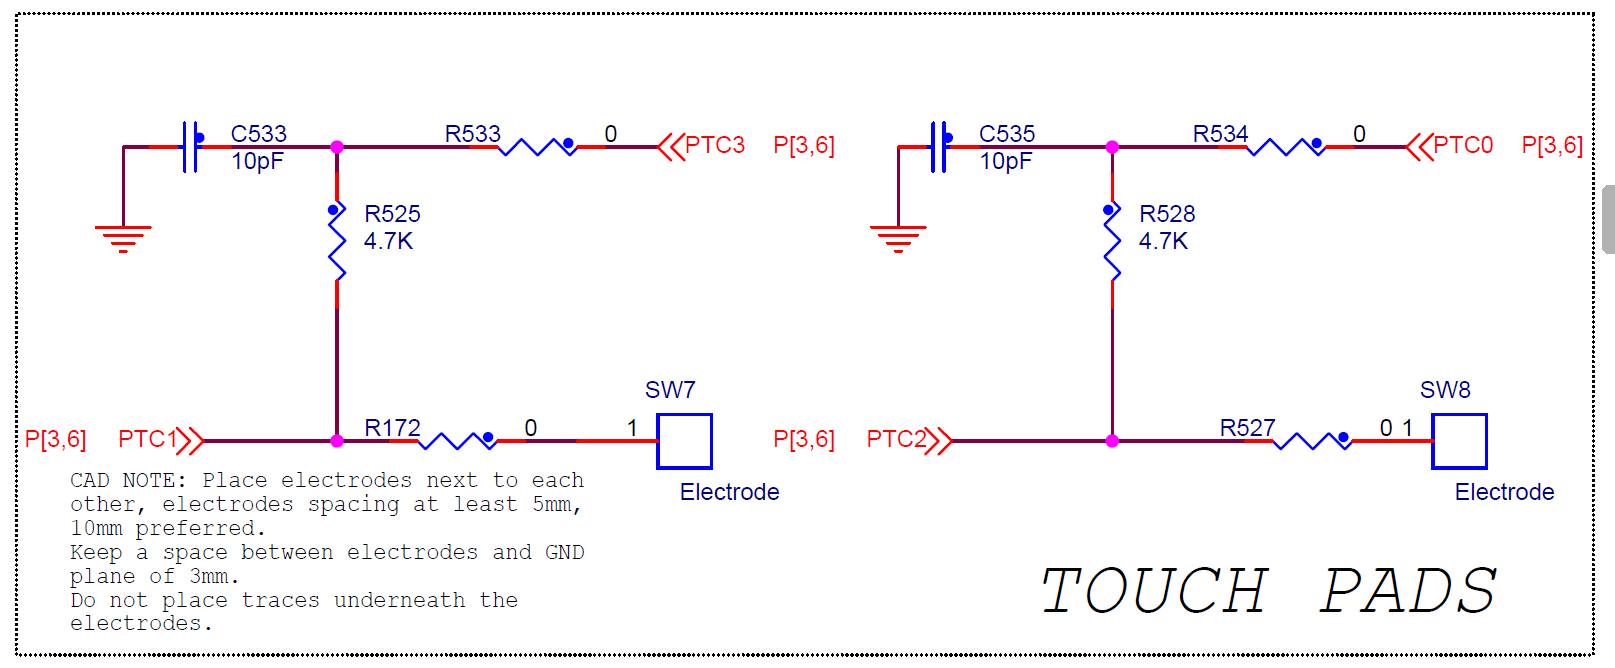 C533
10pF
R533
0
PTC3
P[3,6]
C535
10pF
R534
0
PTC0
P[3,6]
R525
4.7K
R528
4.7K
SW7
SW8
P[3,6]
PTC1
R172
0
1
P[3,6]
PTC2
R527
0
1
Electrode
Electrode
CAD NOTE: Place electrodes next to each
other, electrodes spacing at least 5mm,
10mm preferred.
Keep a space between electrodes and GND
plane of 3mm.
Do not place traces underneath the
electrodes.
TOUCH PADS